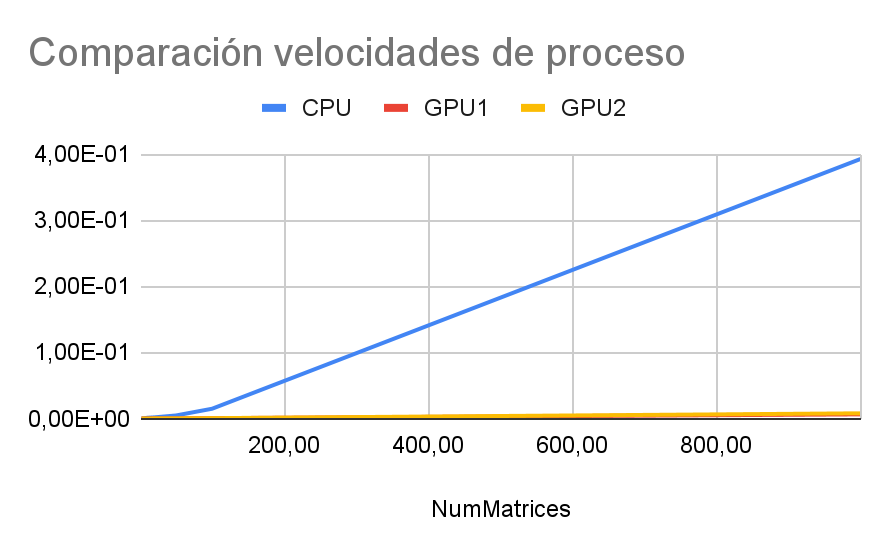 Comparación velocidades de proceso
CPU GPU1 GPU2
4,00E-01
3,00E-01
2,00E-01
1,00E-01
0,00E+00
200,00 400,00 600,00 800,00
NumMatrices